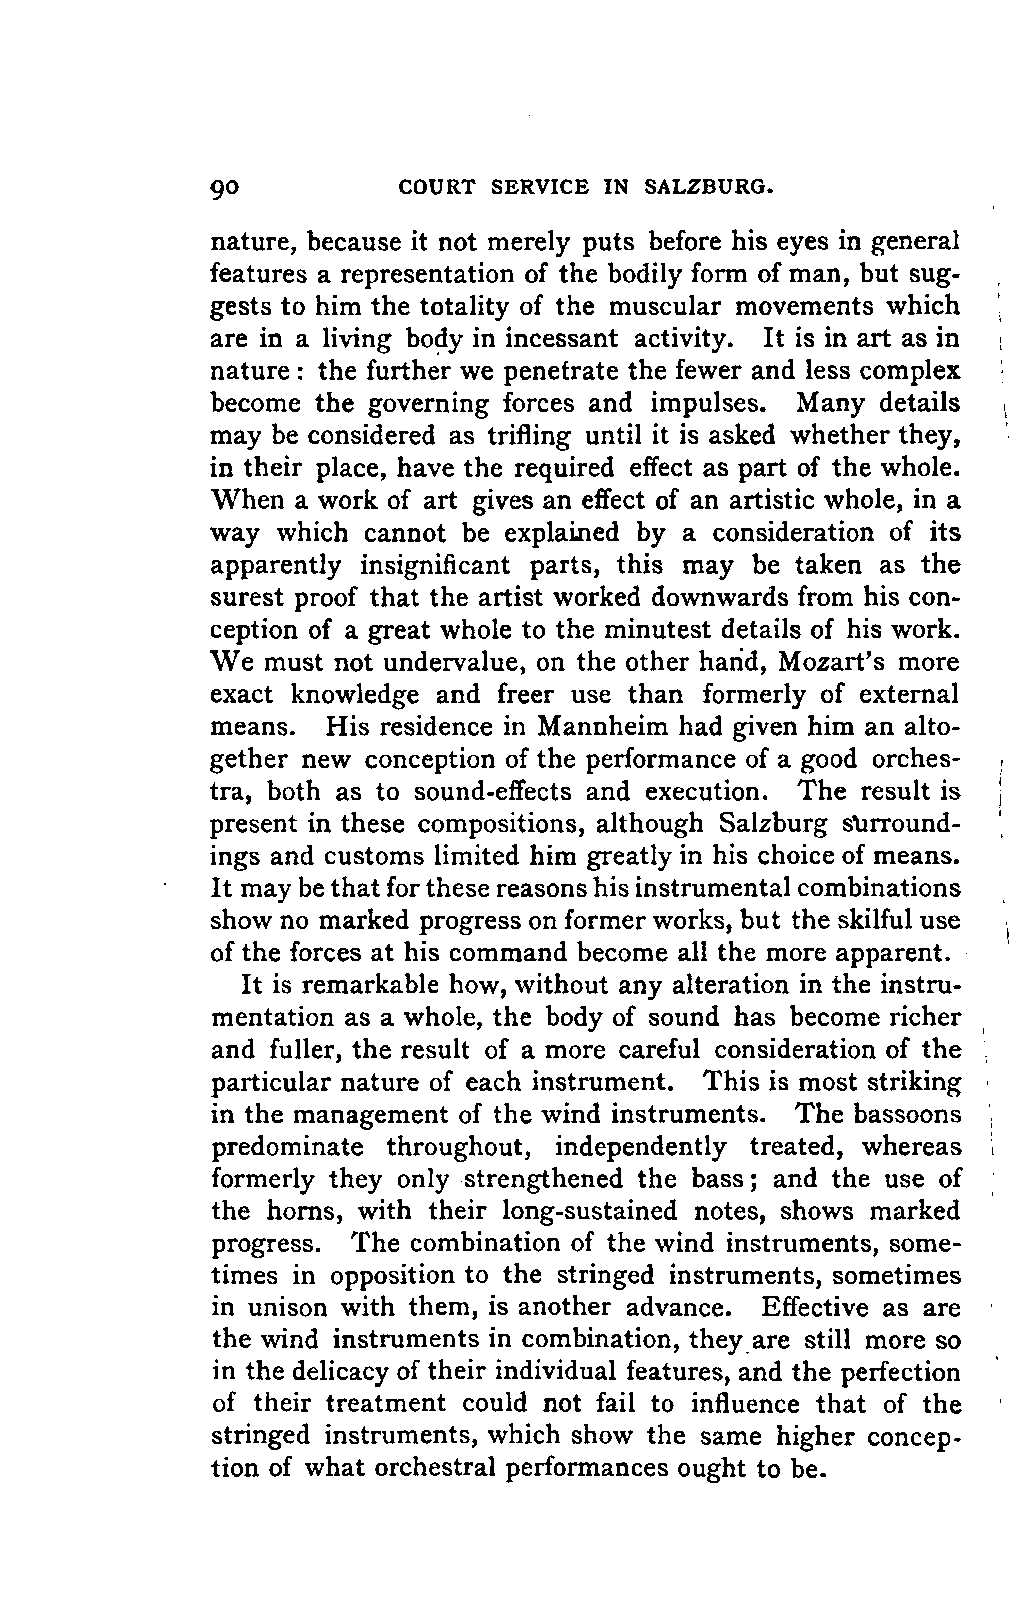 90 COURT SERVICE IN SALZBURG.
nature, because it not merely puts before his eyes in general
features a representation of the bodily form of man, but sug-
gests to him the totality of the muscular movements which
are in a living body in incessant activity. It is in art as in
nature : the further we penetrate the fewer and less complex
become the governing forces and impulses. Many details
may be considered as trifling until it is asked whether they,
in their place, have the required effect as part of the whole.
When a work of art gives an effect of an artistic whole, in a
way which cannot be explained by a consideration of its
apparently insignificant parts, this may be taken as the
surest proof that the artist worked downwards from his con-
ception of a great whole to the minutest details of his work.
We must not undervalue, on the other hand, Mozart's more
exact knowledge and freer use than formerly of external
means. His residence in Mannheim had given him an alto-
gether new conception of the performance of a good orches-
tra, both as to sound-effects and execution. The result is
present in these compositions, although Salzburg surround-
ings and customs limited him greatly in his choice of means.
It may be that for these reasons his instrumental combinations
show no marked progress on former works, but the skilful use
of the forces at his command become all the more apparent.
It is remarkable how, without any alteration in the instru-
mentation as a whole, the body of sound has become richer
and fuller, the result of a more careful consideration of the
particular nature of each instrument. This is most striking
in the management of the wind instruments. The bassoons
predominate throughout, independently treated, whereas
formerly they only strengthened the bass ; and the use of
the horns, with their long-sustained notes, shows marked
progress. The combination of the wind instruments, some-
times in opposition to the stringed instruments, sometimes
in unison with them, is another advance. Effective as are
the wind instruments in combination, they are still more so
in the delicacy of their individual features, and the perfection
of their treatment could not fail to influence that of the
stringed instruments, which show the same higher concep-
tion of what orchestral performances ought to be.